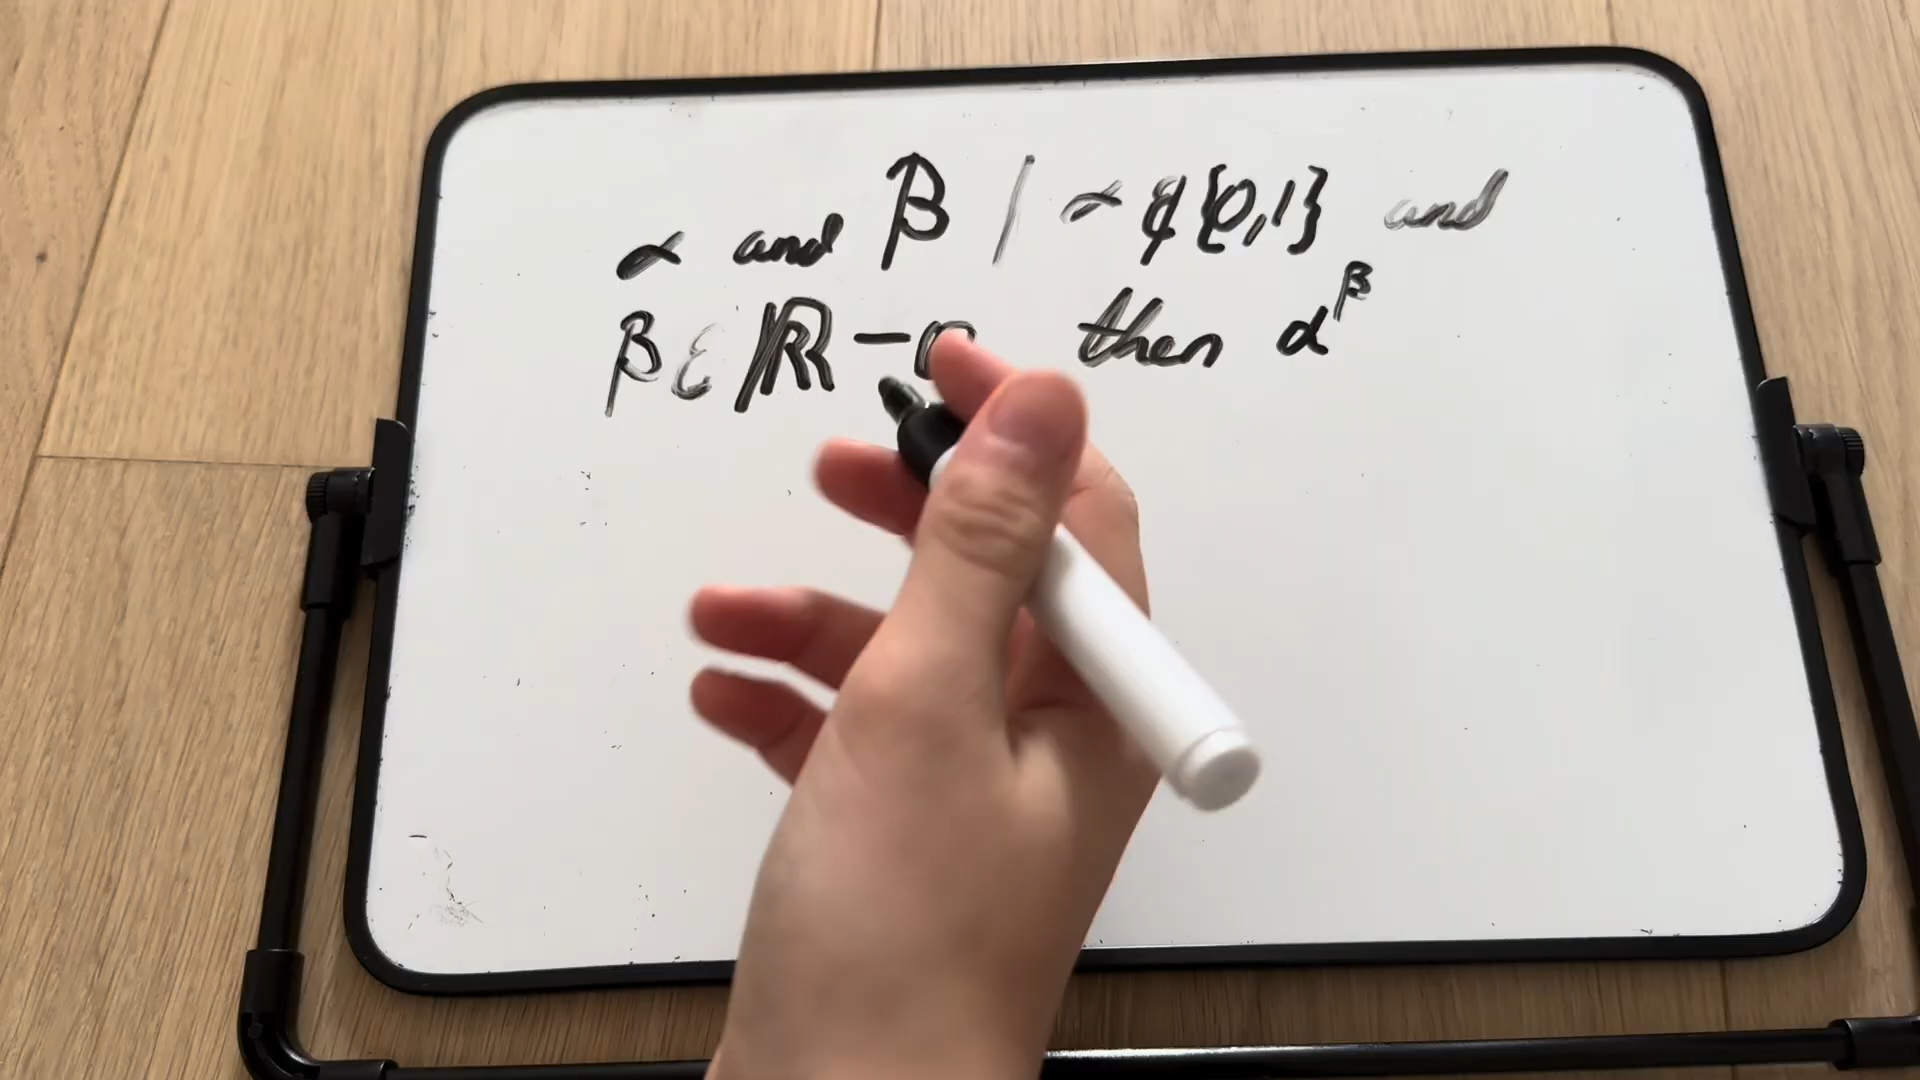 α and β / α ∉ {0,1} and
β ∈ ℝ - then α^β